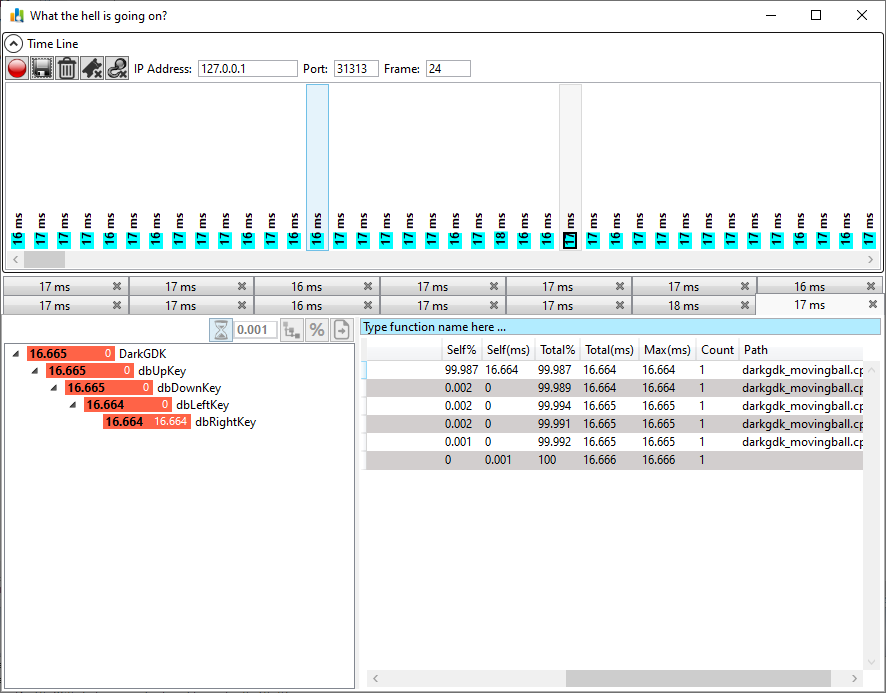 What the hell is going on?
Time Line
IP Address: 127.0.0.1 Port: 31313 Frame: 24
16 ms 17 ms 17 ms 17 ms 16 ms 17 ms 16 ms 17 ms 17 ms 17 ms 16 ms 17 ms 16 ms 16 ms 17 ms 17 ms 17 ms 17 ms 17 ms 16 ms 17 ms 18 ms 16 ms 16 ms 17 ms 17 ms 16 ms 17 ms 17 ms 17 ms 17 ms 17 ms 17 ms 17 ms 16 ms 17 ms 16 ms 17 ms
17 ms 17 ms 16 ms 17 ms 17 ms 17 ms 16 ms
17 ms 17 ms 16 ms 17 ms 17 ms 18 ms 17 ms
0.001 %
16.665 0 DarkGDK
16.665 0 dbUpKey
16.665 0 dbDownKey
16.664 0 dbLeftKey
16.664 16.664 dbRightKey
Type function name here ...
Self% Self(ms) Total% Total(ms) Max(ms) Count Path
99.987 16.664 99.987 16.664 16.664 1 darkgdk_movingball.cp
0.002 0 99.989 16.664 16.664 1 darkgdk_movingball.cp
0.002 0 99.994 16.665 16.665 1 darkgdk_movingball.cp
0.002 0 99.991 16.665 16.665 1 darkgdk_movingball.cp
0.001 0 99.992 16.665 16.665 1 darkgdk_movingball.cp
0 0.001 100 16.666 16.666 1